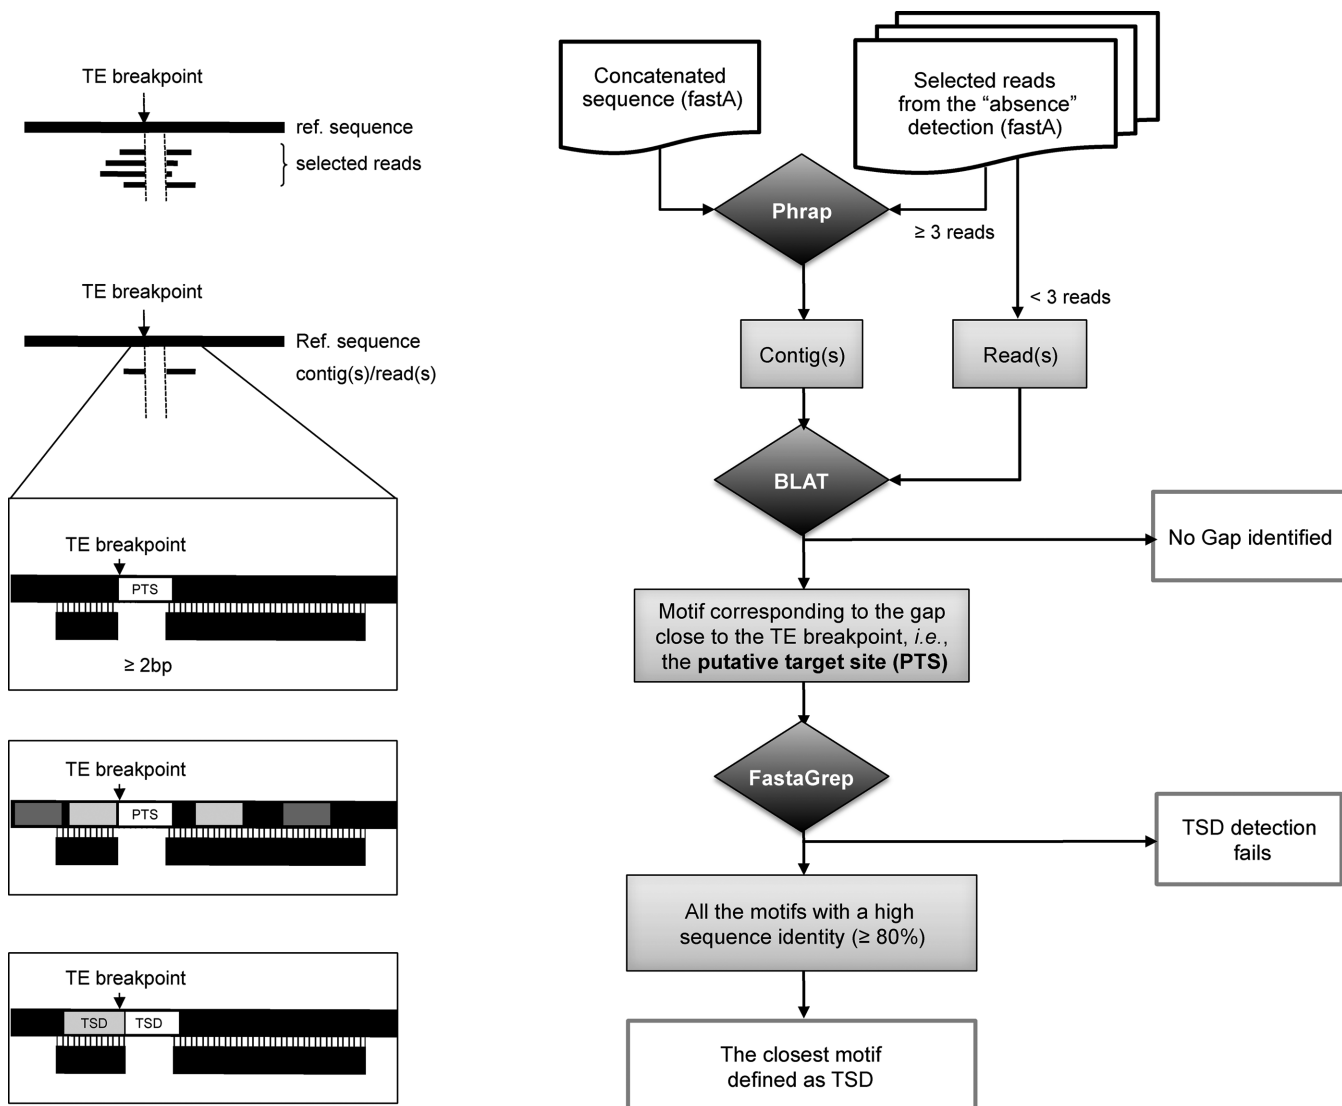 TE breakpoint
ref. sequence
selected reads
TE breakpoint
Ref. sequence
contig(s)/read(s)
TE breakpoint
PTS
≥ 2bp
TE breakpoint
PTS
TE breakpoint
TSD
TSD
Concatenated
sequence (fastA)
Selected reads
from the “absence”
detection (fastA)
Phrap
≥ 3 reads
< 3 reads
Contig(s)
Read(s)
BLAT
No Gap identified
Motif corresponding to the gap
close to the TE breakpoint, i.e.,
the putative target site (PTS)
FastaGrep
TSD detection
fails
All the motifs with a high
sequence identity (≥ 80%)
The closest motif
defined as TSD